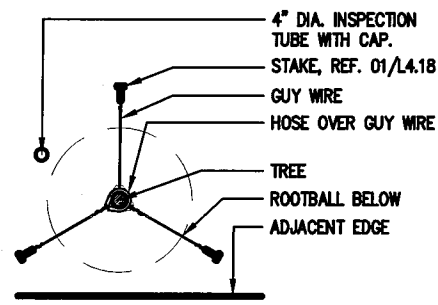 4" DIA. INSPECTION
TUBE WITH CAP.
STAKE, REF. 01/L4.18
GUY WIRE
HOSE OVER GUY WIRE
TREE
ROOTBALL BELOW
ADJACENT EDGE